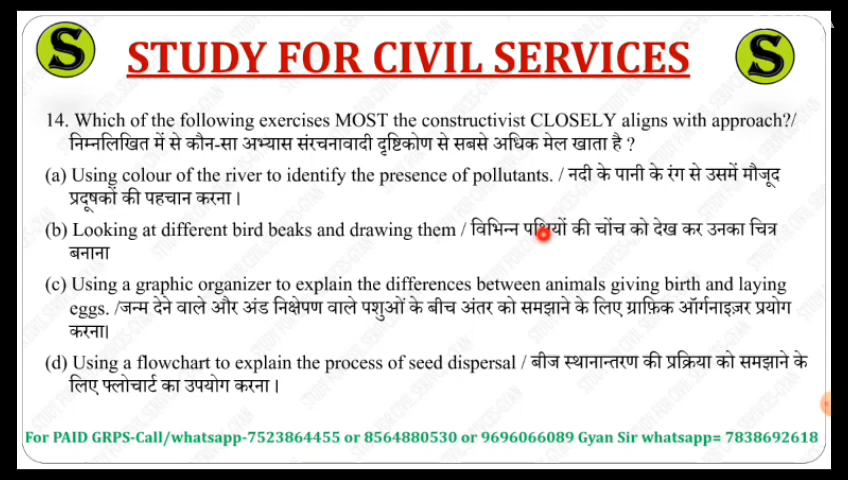 S STUDY FOR CIVIL SERVICES S
14. Which of the following exercises MOST the constructivist CLOSELY aligns with approach?/
निम्नलिखित में से कौन-सा अभ्यास संरचनावादी दृष्टिकोण से सबसे अधिक मेल खाता है ?
(a) Using colour of the river to identify the presence of pollutants. / नदी के पानी के रंग से उसमें मौजूद
प्रदूषकों की पहचान करना ।
(b) Looking at different bird beaks and drawing them / विभिन्न पक्षियों की चोंच को देख कर उनका चित्र
बनाना
(c) Using a graphic organizer to explain the differences between animals giving birth and laying
eggs. /जन्म देने वाले और अंड निक्षेपण वाले पशुओं के बीच अंतर को समझाने के लिए ग्राफ़िक ऑर्गनाइज़र प्रयोग
करना।
(d) Using a flowchart to explain the process of seed dispersal / बीज स्थानान्तरण की प्रक्रिया को समझाने के
लिए फ्लोचार्ट का उपयोग करना ।
For PAID GRPS-Call/whatsapp-7523864455 or 8564880530 or 9696066089 Gyan Sir whatsapp= 7838692618